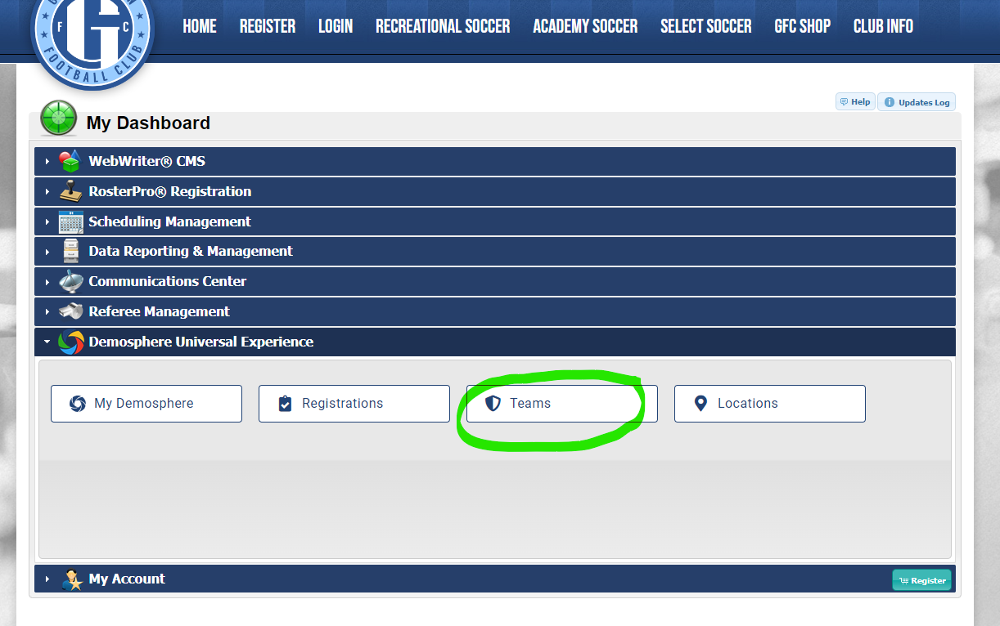 HOME REGISTER LOGIN RECREATIONAL SOCCER ACADEMY SOCCER SELECT SOCCER GFC SHOP CLUB INFO
F G C
FOOTBALL CLUB
Help Updates Log
My Dashboard
WebWriter® CMS
RosterPro® Registration
Scheduling Management
Data Reporting & Management
Communications Center
Referee Management
Demosphere Universal Experience
My Demosphere Registrations Teams Locations
My Account Register